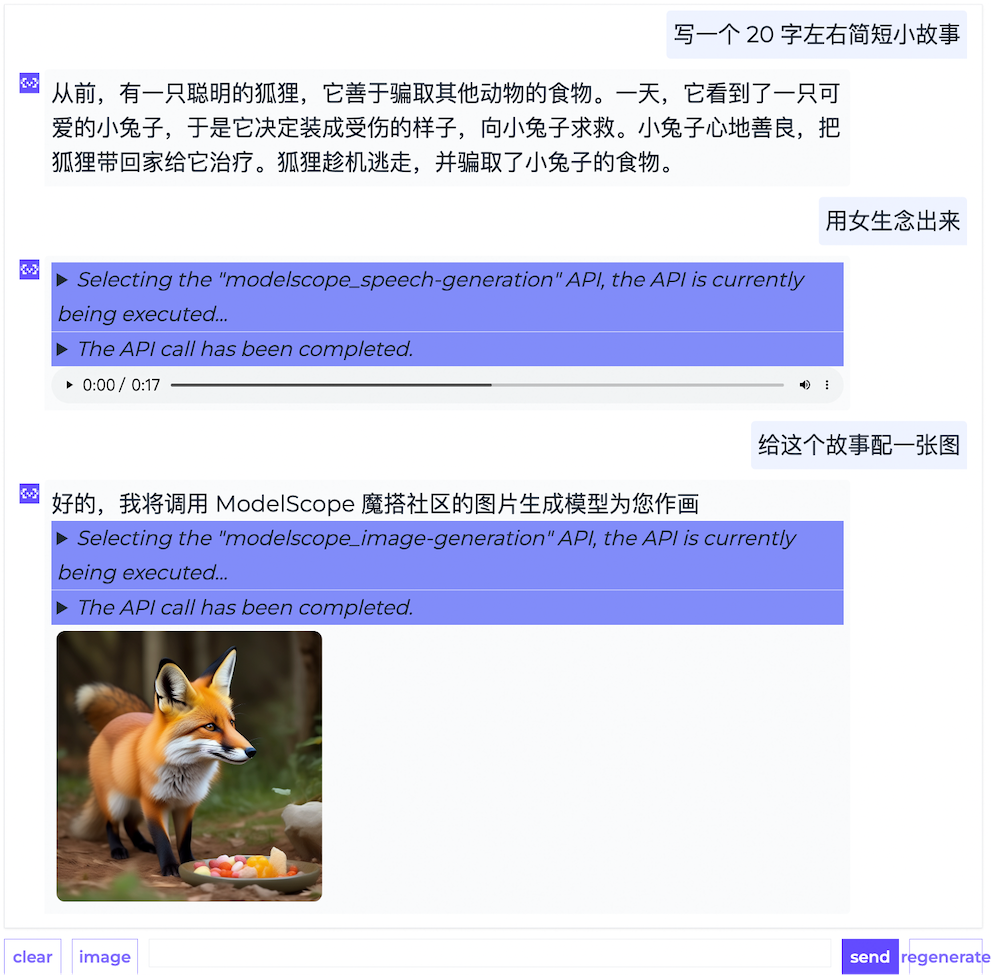 写一个 20 字左右简短小故事
从前，有一只聪明的狐狸，它善于骗取其他动物的食物。一天，它看到了一只可
爱的小兔子，于是它决定装成受伤的样子，向小兔子求救。小兔子心地善良，把
狐狸带回家给它治疗。狐狸趁机逃走，并骗取了小兔子的食物。
用女生念出来
Selecting the "modelscope_speech-generation" API, the API is currently
being executed...
The API call has been completed.
0:00 / 0:17
给这个故事配一张图
好的，我将调用 ModelScope 魔搭社区的图片生成模型为您作画
Selecting the "modelscope_image-generation" API, the API is currently
being executed...
The API call has been completed.
clear image send regenerate